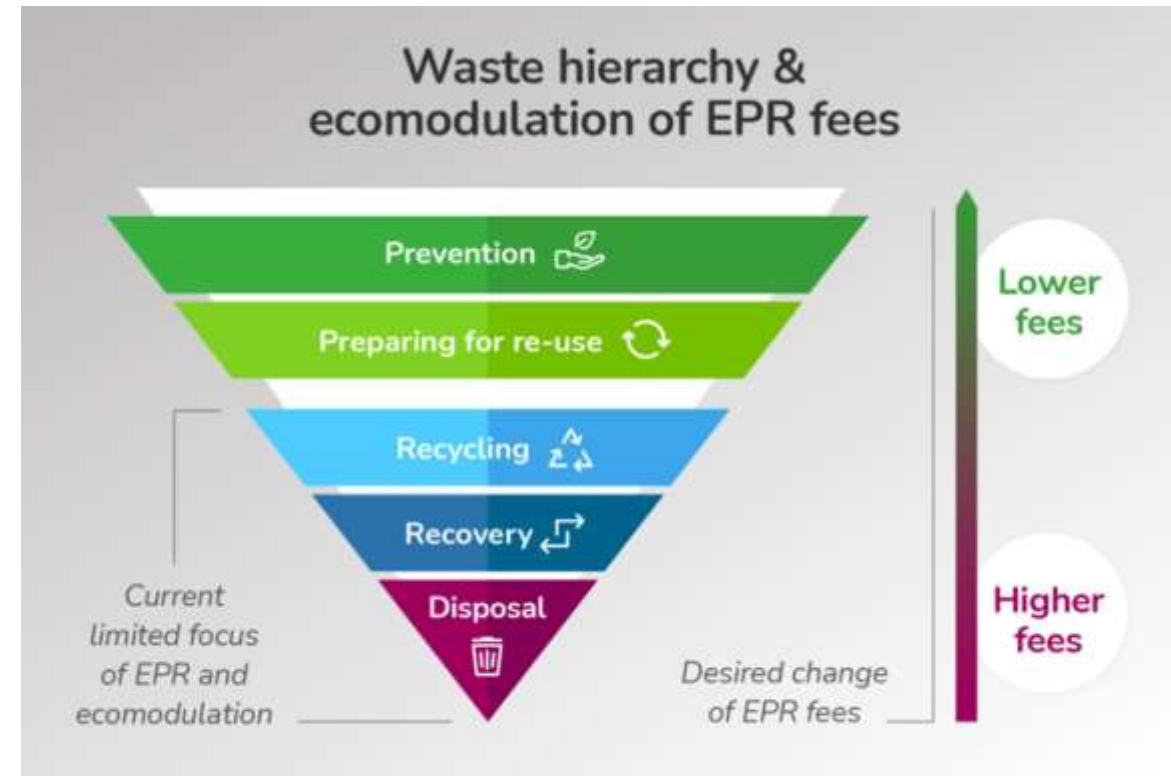 Waste hierarchy &
ecomodulation of EPR fees
Prevention
Preparing for re-use
Recycling
Recovery
Disposal
Current
limited focus
of EPR and
ecomodulation
Lower
fees
Higher
fees
Desired change
of EPR fees